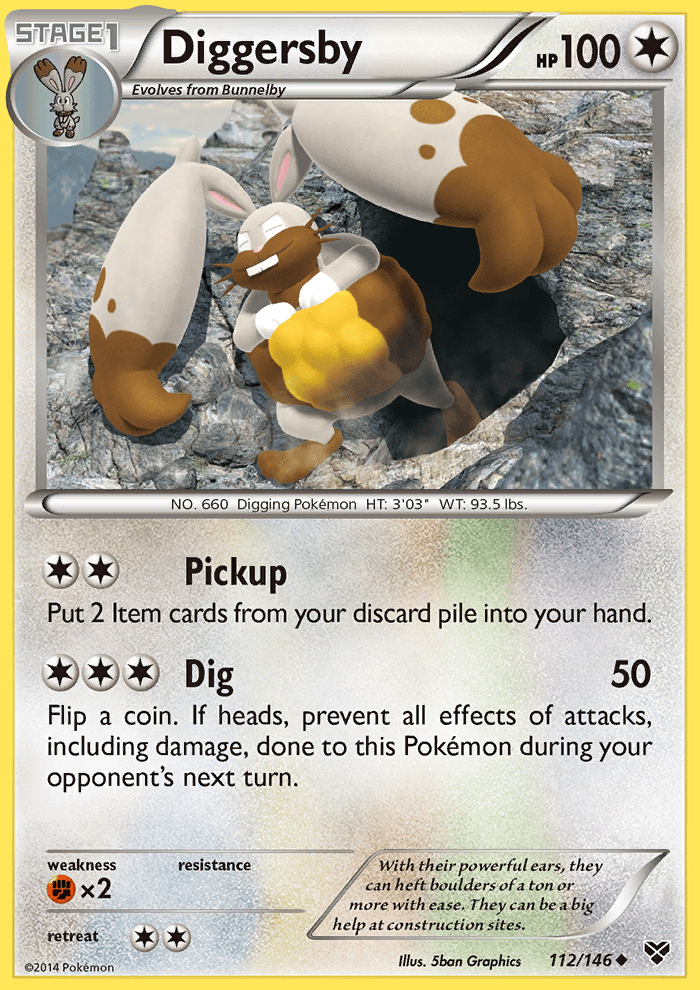 STAGE1
Diggersby
HP100
Evolves from Bunnelby
NO. 660 Digging Pokémon HT: 3'03" WT: 93.5 lbs.
Pickup
Put 2 Item cards from your discard pile into your hand.
Dig 50
Flip a coin. If heads, prevent all effects of attacks,
including damage, done to this Pokémon during your
opponent's next turn.
weakness resistance
×2
retreat
With their powerful ears, they
can heft boulders of a ton or
more with ease. They can be a big
help at construction sites.
©2014 Pokémon
Illus. 5ban Graphics 112/146